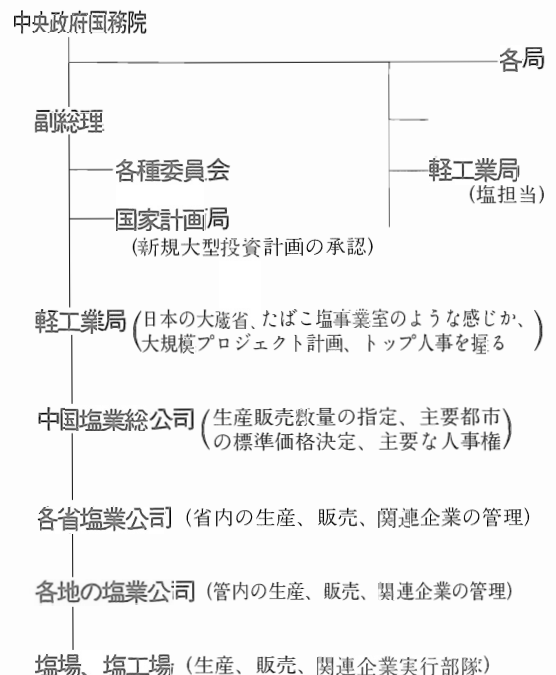 中央政府国務院
各局
副総理
各種委員会
軽工業局
(塩担当)
国家計画局
(新規大型投資計画の承認)
軽工業局(日本の大蔵省、たばこ塩事業室のような感じか、
大規模プロジェクト計画、トップ人事を握る)
中国塩業総公司(生産販売数量の指定、主要都市
の標準価格決定、主要な人事権)
各省塩業公司(省内の生産、販売、関連企業の管理)
各地の塩業公司(管内の生産、販売、関連企業の管理)
塩場、塩工場(生産、販売、関連企業実行部隊)